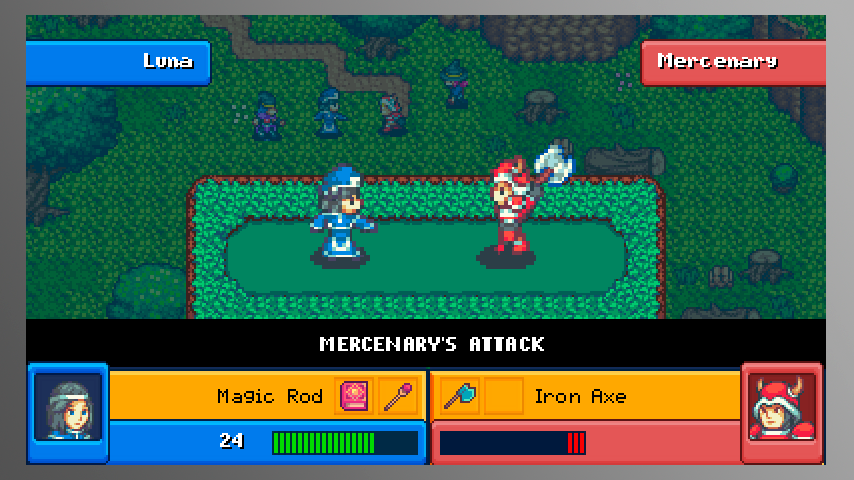 Luna
Mercenary
MERCENARY'S ATTACK
Magic Rod
Iron Axe
24